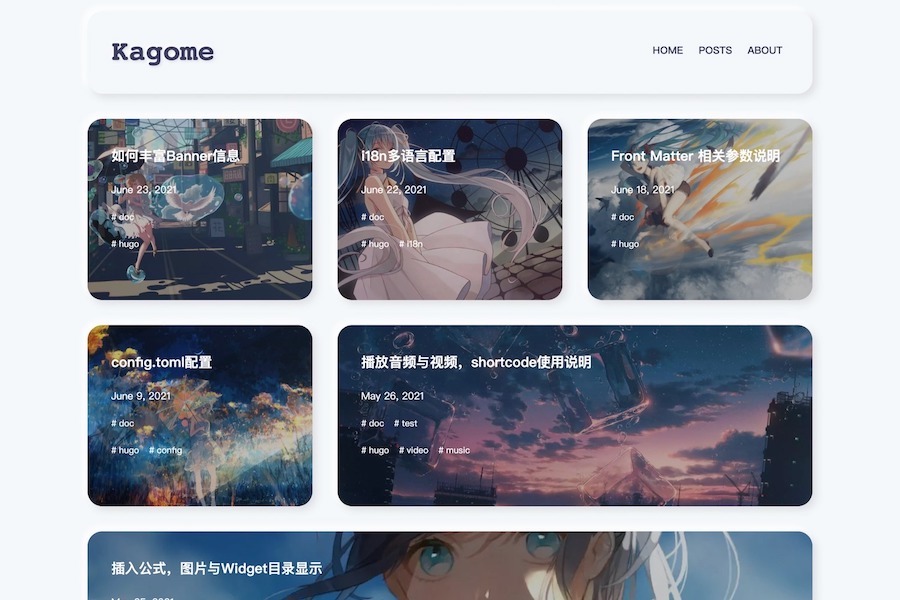 Kagome
HOME POSTS ABOUT
如何丰富Banner信息
June 23, 2021
# doc
# hugo
I18n多语言配置
June 22, 2021
# doc
# hugo # i18n
Front Matter 相关参数说明
June 18, 2021
# doc
# hugo
config.toml配置
June 9, 2021
# doc
# hugo # config
播放音频与视频，shortcode使用说明
May 26, 2021
# doc # test
# hugo # video # music
插入公式，图片与Widget目录显示